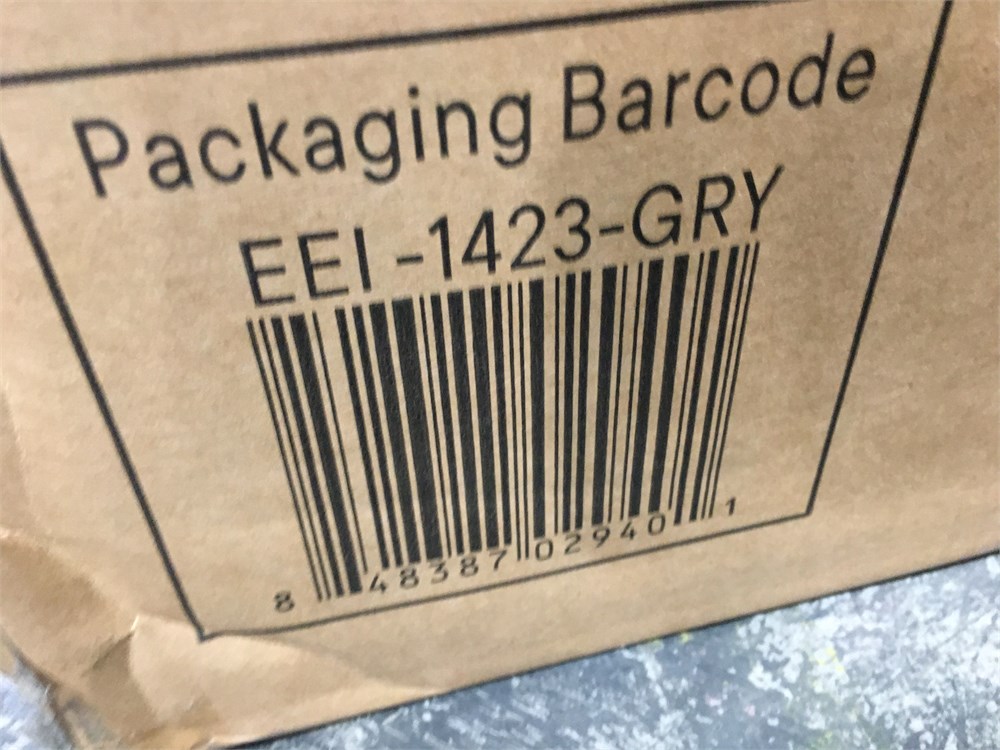 Packaging Barcode
EEI-1423-GRY
8 48387 02940 1